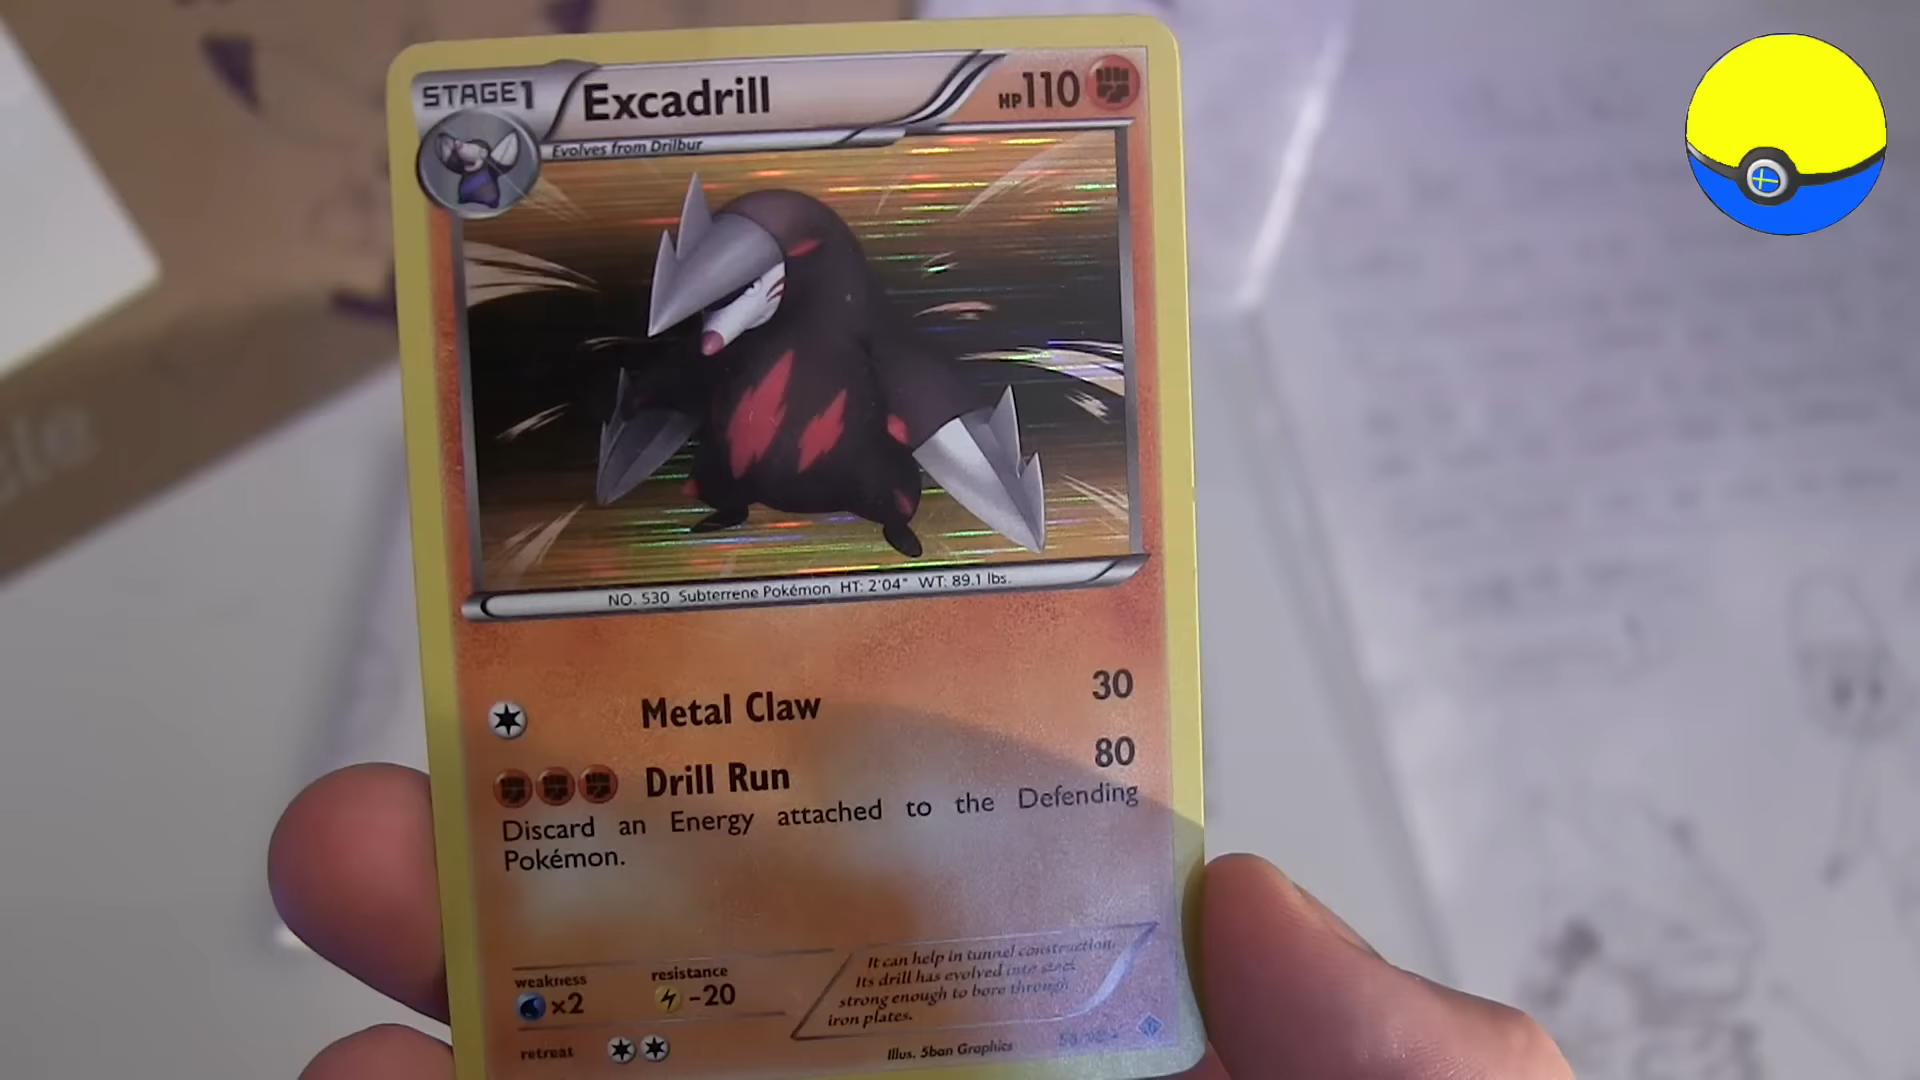 STAGE1
Excadrill
HP110
Evolves from Drilbur
NO. 530 Subterrene Pokémon HT: 2'04" WT: 89.1 lbs.
Metal Claw 30
Drill Run 80
Discard an Energy attached to the Defending
Pokémon.
weakness
×2
resistance
-20
It can help in tunnel construction.
Its drill has evolved into steel
strong enough to bore through
iron plates.
retreat
Illus. 5ban Graphics